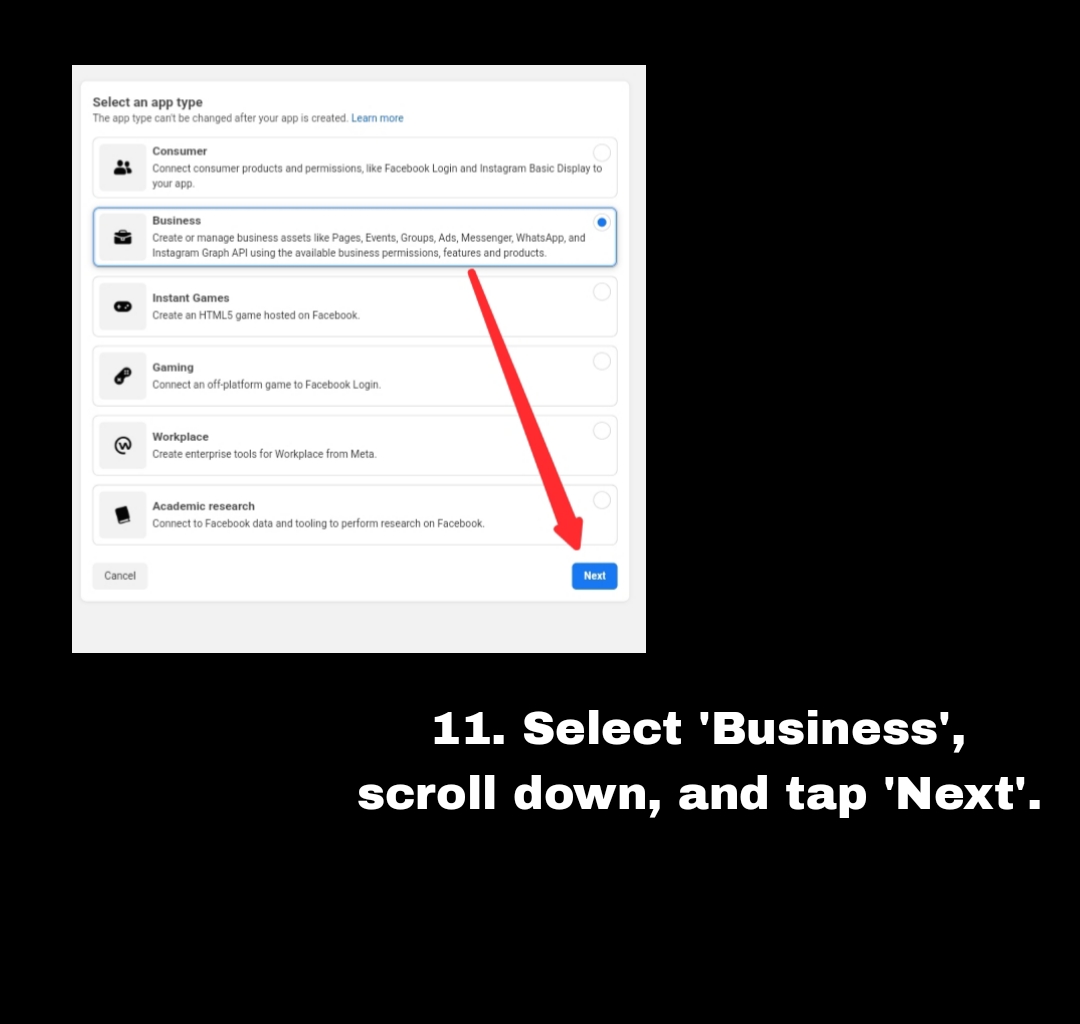 Select an app type
The app type can't be changed after your app is created. Learn more
Consumer
Connect consumer products and permissions, like Facebook Login and Instagram Basic Display to
your app.
Business
Create or manage business assets like Pages, Events, Groups, Ads, Messenger, WhatsApp, and
Instagram Graph API using the available business permissions, features and products.
Instant Games
Create an HTML5 game hosted on Facebook.
Gaming
Connect an off-platform game to Facebook Login.
Workplace
Create enterprise tools for Workplace from Meta.
Academic research
Connect to Facebook data and tooling to perform research on Facebook.
Cancel
Next
11. Select 'Business',
scroll down, and tap 'Next'.